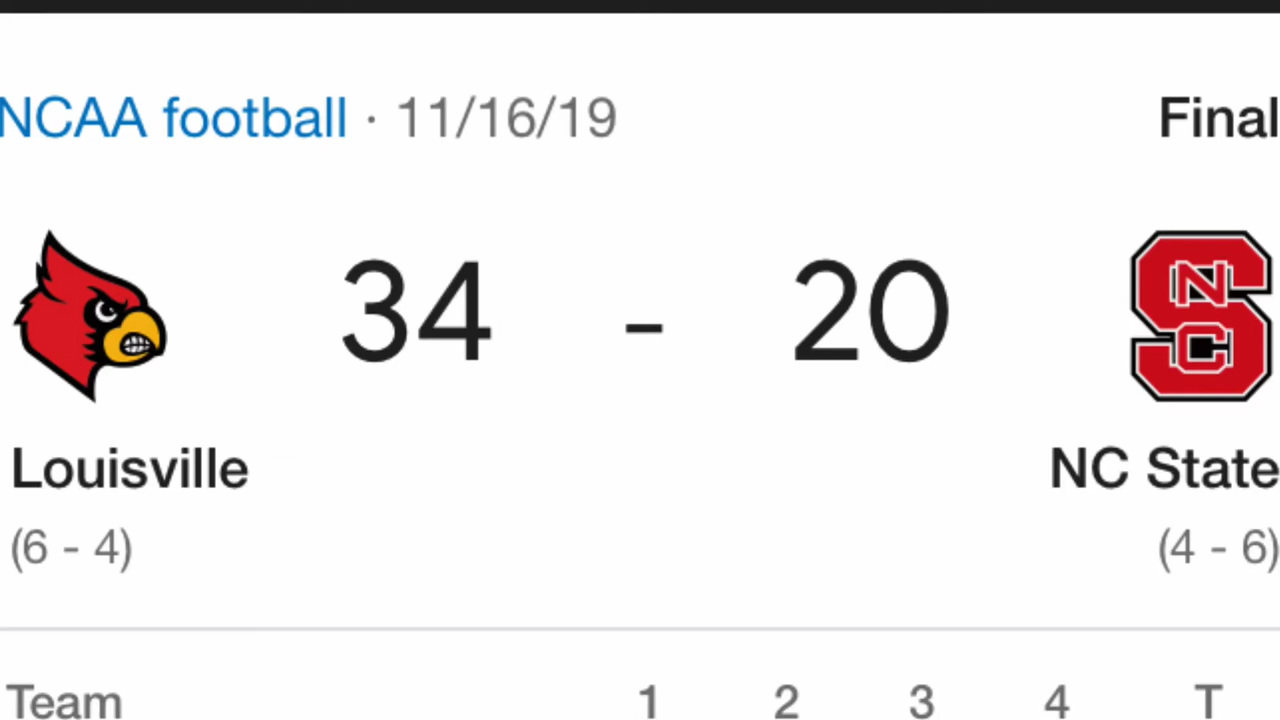 NCAA football · 11/16/19 Final
34 - 20
NC
Louisville NC State
(6 - 4) (4 - 6)
Team 1 2 3 4 T